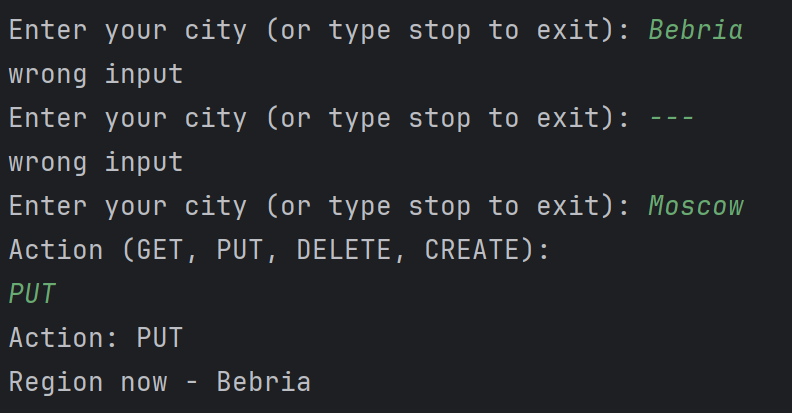 Enter your city (or type stop to exit): Bebria
wrong input
Enter your city (or type stop to exit): ---
wrong input
Enter your city (or type stop to exit): Moscow
Action (GET, PUT, DELETE, CREATE):
PUT
Action: PUT
Region now - Bebria